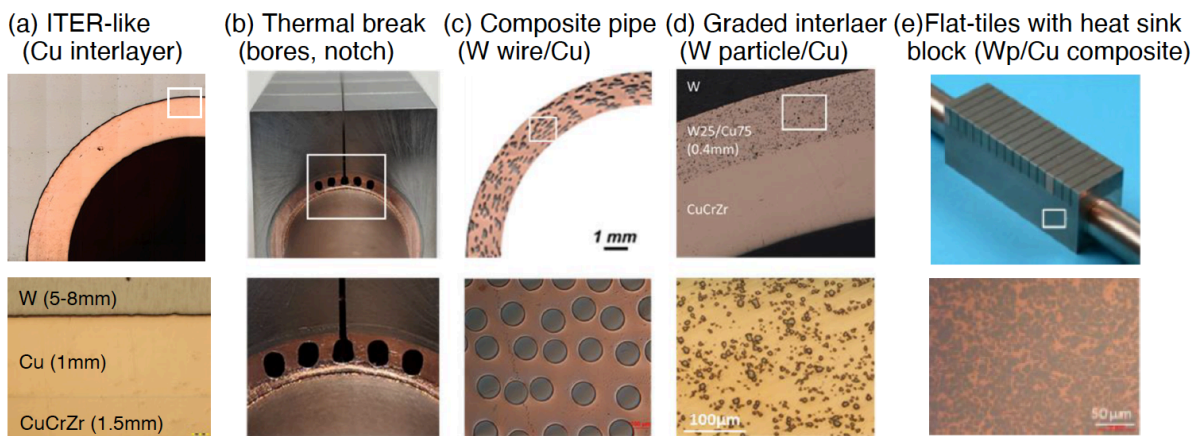 (a) ITER-like
(Cu interlayer)
(b) Thermal break
(bores, notch)
(c) Composite pipe
(W wire/Cu)
(d) Graded interlaer
(W particle/Cu)
(e)Flat-tiles with heat sink
block (Wp/Cu composite)
1 mm
W
W25/Cu75
(0.4mm)
CuCrZr
W (5-8mm)
Cu (1mm)
CuCrZr (1.5mm)
100μm
50μm